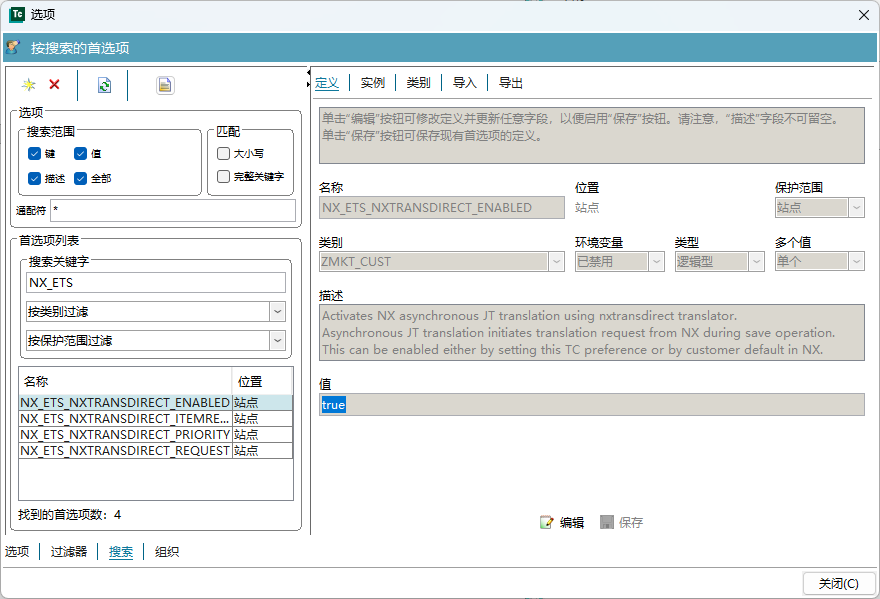 选项
按搜索的首选项
选项
搜索范围
键
值
描述
全部
匹配
大小写
完整关键字
通配符
*
首选项列表
搜索关键字
NX_ETS
按类别过滤
按保护范围过滤
名称 位置
NX_ETS_NXTRANSDIRECT_ENABLED 站点
NX_ETS_NXTRANSDIRECT_ITEMRE... 站点
NX_ETS_NXTRANSDIRECT_PRIORITY 站点
NX_ETS_NXTRANSDIRECT_REQUEST 站点
找到的首选项数：4
选项 过滤器 搜索 组织
定义 实例 类别 导入 导出
单击“编辑”按钮可修改定义并更新任意字段，以便启用“保存”按钮。请注意，“描述”字段不可留空。
单击“保存”按钮可保存现有首选项的定义。
名称 位置 保护范围
NX_ETS_NXTRANSDIRECT_ENABLED 站点 站点
类别 环境变量 类型 多个值
ZMKT_CUST 已禁用 逻辑型 单个
描述
Activates NX asynchronous JT translation using nxtransdirect translator.
Asynchronous JT translation initiates translation request from NX during save operation.
This can be enabled either by setting this TC preference or by customer default in NX.
值
true
编辑 保存
关闭(C)